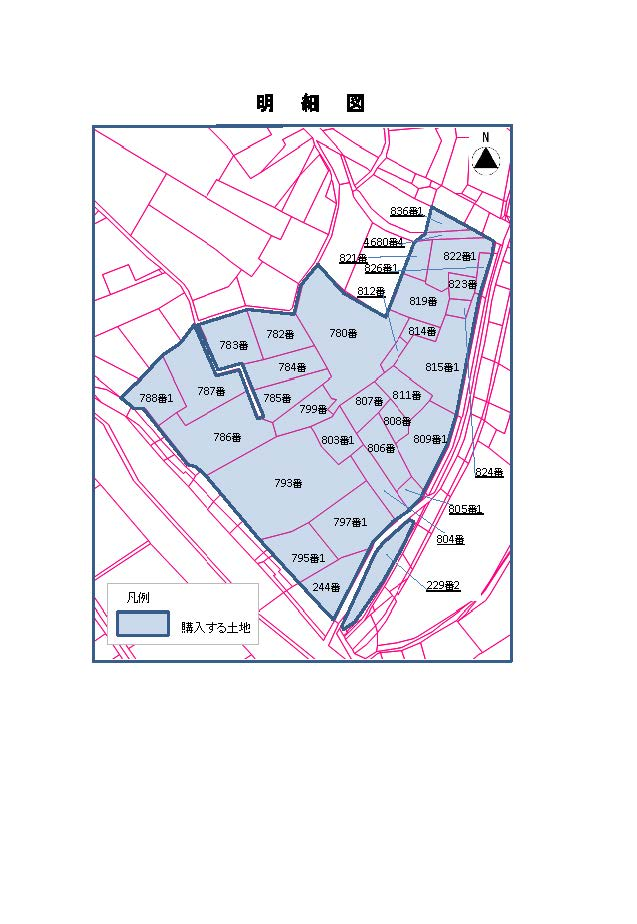 明 細 図
N
836番1
4680番4
821番
822番1
826番1
823番
812番
819番
814番
782番
780番
783番
784番
815番1
787番
785番
788番1
799番
807番
811番
808番
786番
803番1
806番
809番1
824番
793番
805番1
797番1
804番
795番1
244番
229番2
凡例
購入する土地